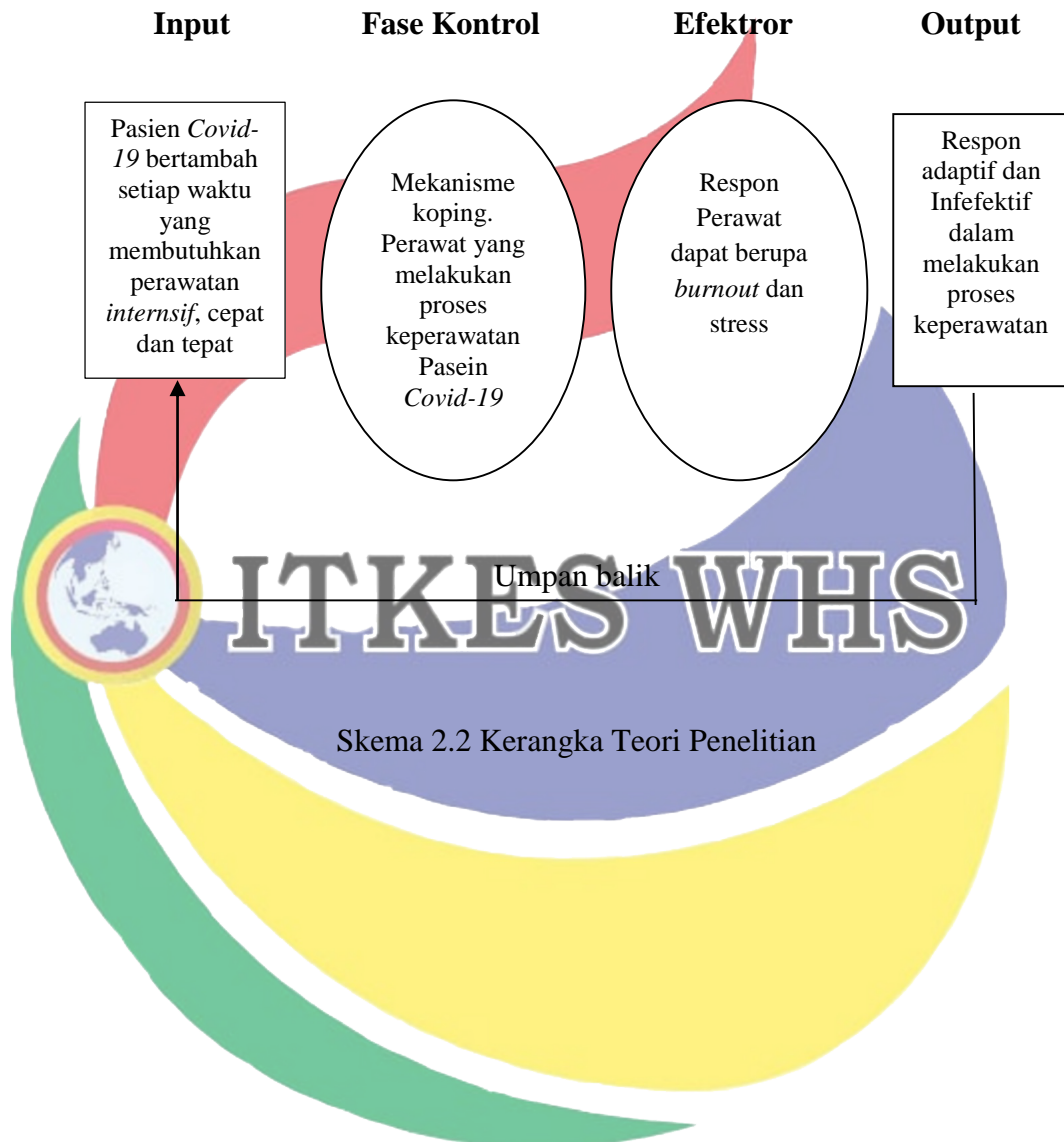 Input Fase Kontrol Efektror Output
Pasien Covid-
19 bertambah
setiap waktu
yang
membutuhkan
perawatan
internsif, cepat
dan tepat
Mekanisme
koping.
Perawat yang
melakukan
proses
keperawatan
Pasein
Covid-19
Respon
Perawat
dapat berupa
burnout dan
stress
Respon
adaptif dan
Infefektif
dalam
melakukan
proses
keperawatan
Umpan balik
ITKES WHS
Skema 2.2 Kerangka Teori Penelitian